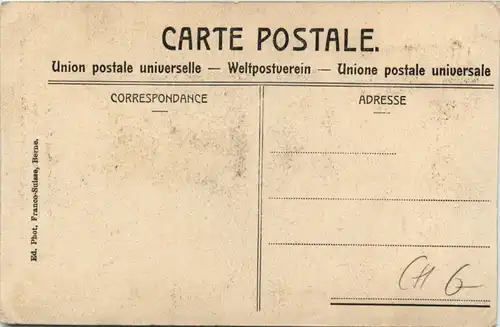 CARTE POSTALE.
Union postale universelle — Weltpostverein — Unione postale universale
CORRESPONDANCE
ADRESSE
Ed. Phot. Franco-Suisse, Berne.
CH 6